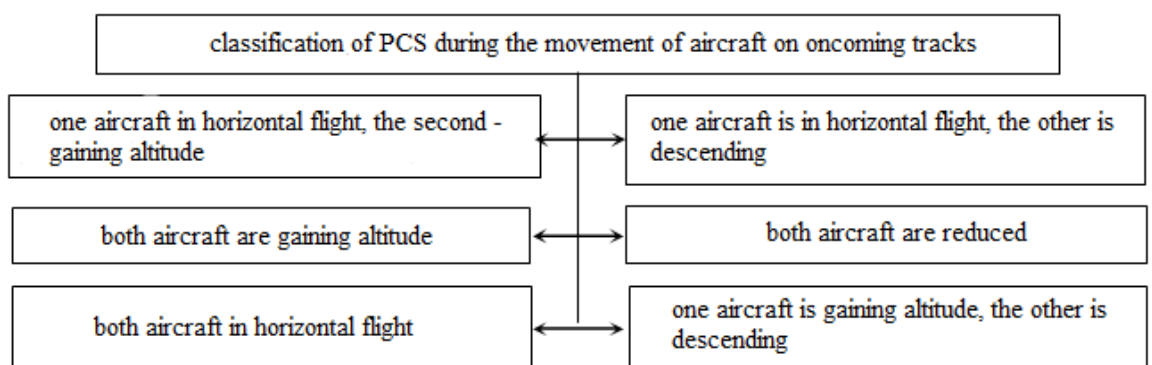 classification of PCS during the movement of aircraft on oncoming tracks
one aircraft in horizontal flight, the second -
gaining altitude
one aircraft is in horizontal flight, the other is
descending
both aircraft are gaining altitude
both aircraft are reduced
both aircraft in horizontal flight
one aircraft is gaining altitude, the other is
descending